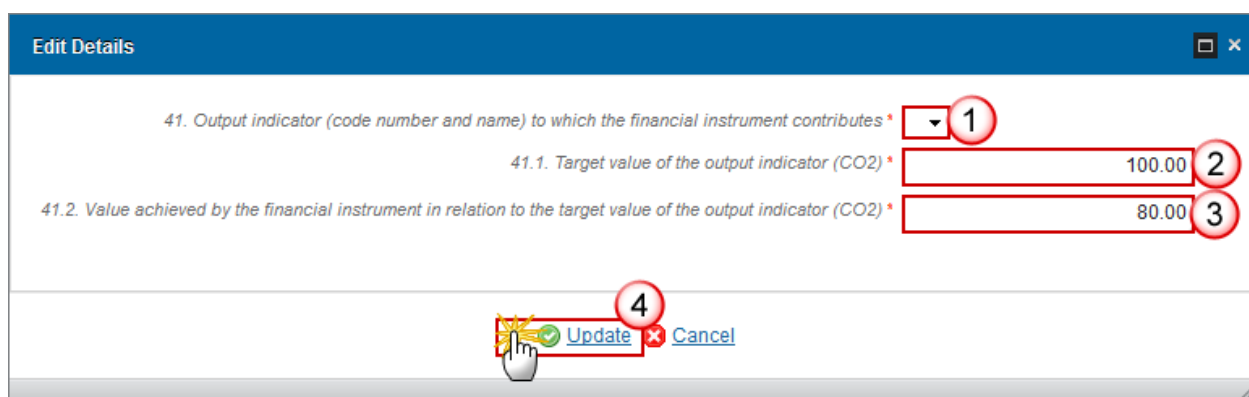 Edit Details
41. Output indicator (code number and name) to which the financial instrument contributes * 1
41.1. Target value of the output indicator (CO2) * 100.00 2
41.2. Value achieved by the financial instrument in relation to the target value of the output indicator (CO2) * 80.00 3
4
Update Cancel